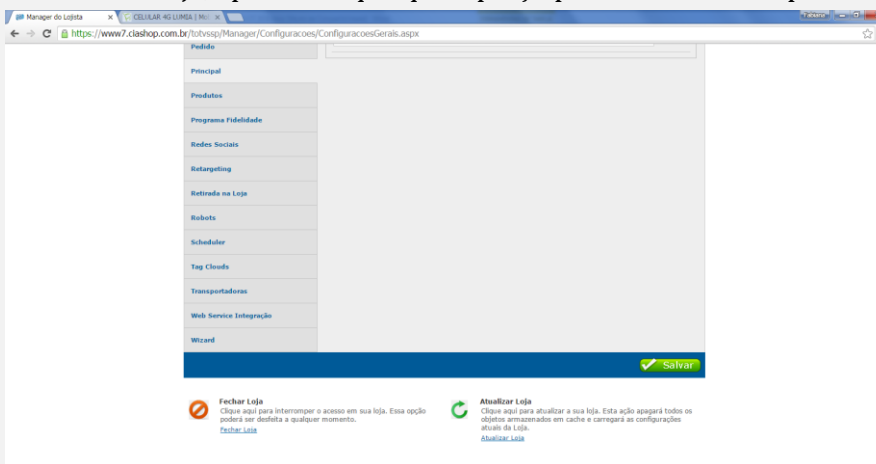 Manager do Lojista
CELULAR 4G LUMIA | Mic
https://www7.ciashop.com.br/totvssp/Manager/Configuracoes/ConfiguracoesGerais.aspx
Pedido
Principal
Produtos
Programa Fidelidade
Redes Sociais
Retargeting
Retirada na Loja
Robots
Scheduler
Tag Clouds
Transportadoras
Web Service Integração
Wizard
Salvar
Fechar Loja
Clique aqui para interromper o acesso em sua loja. Essa opção
poderá ser desfeita a qualquer momento.
Fechar Loja
Atualizar Loja
Clique aqui para atualizar a sua loja. Esta ação apagará todos os
objetos armazenados em cache e carregará as configurações
atuais da Loja.
Atualizar Loja